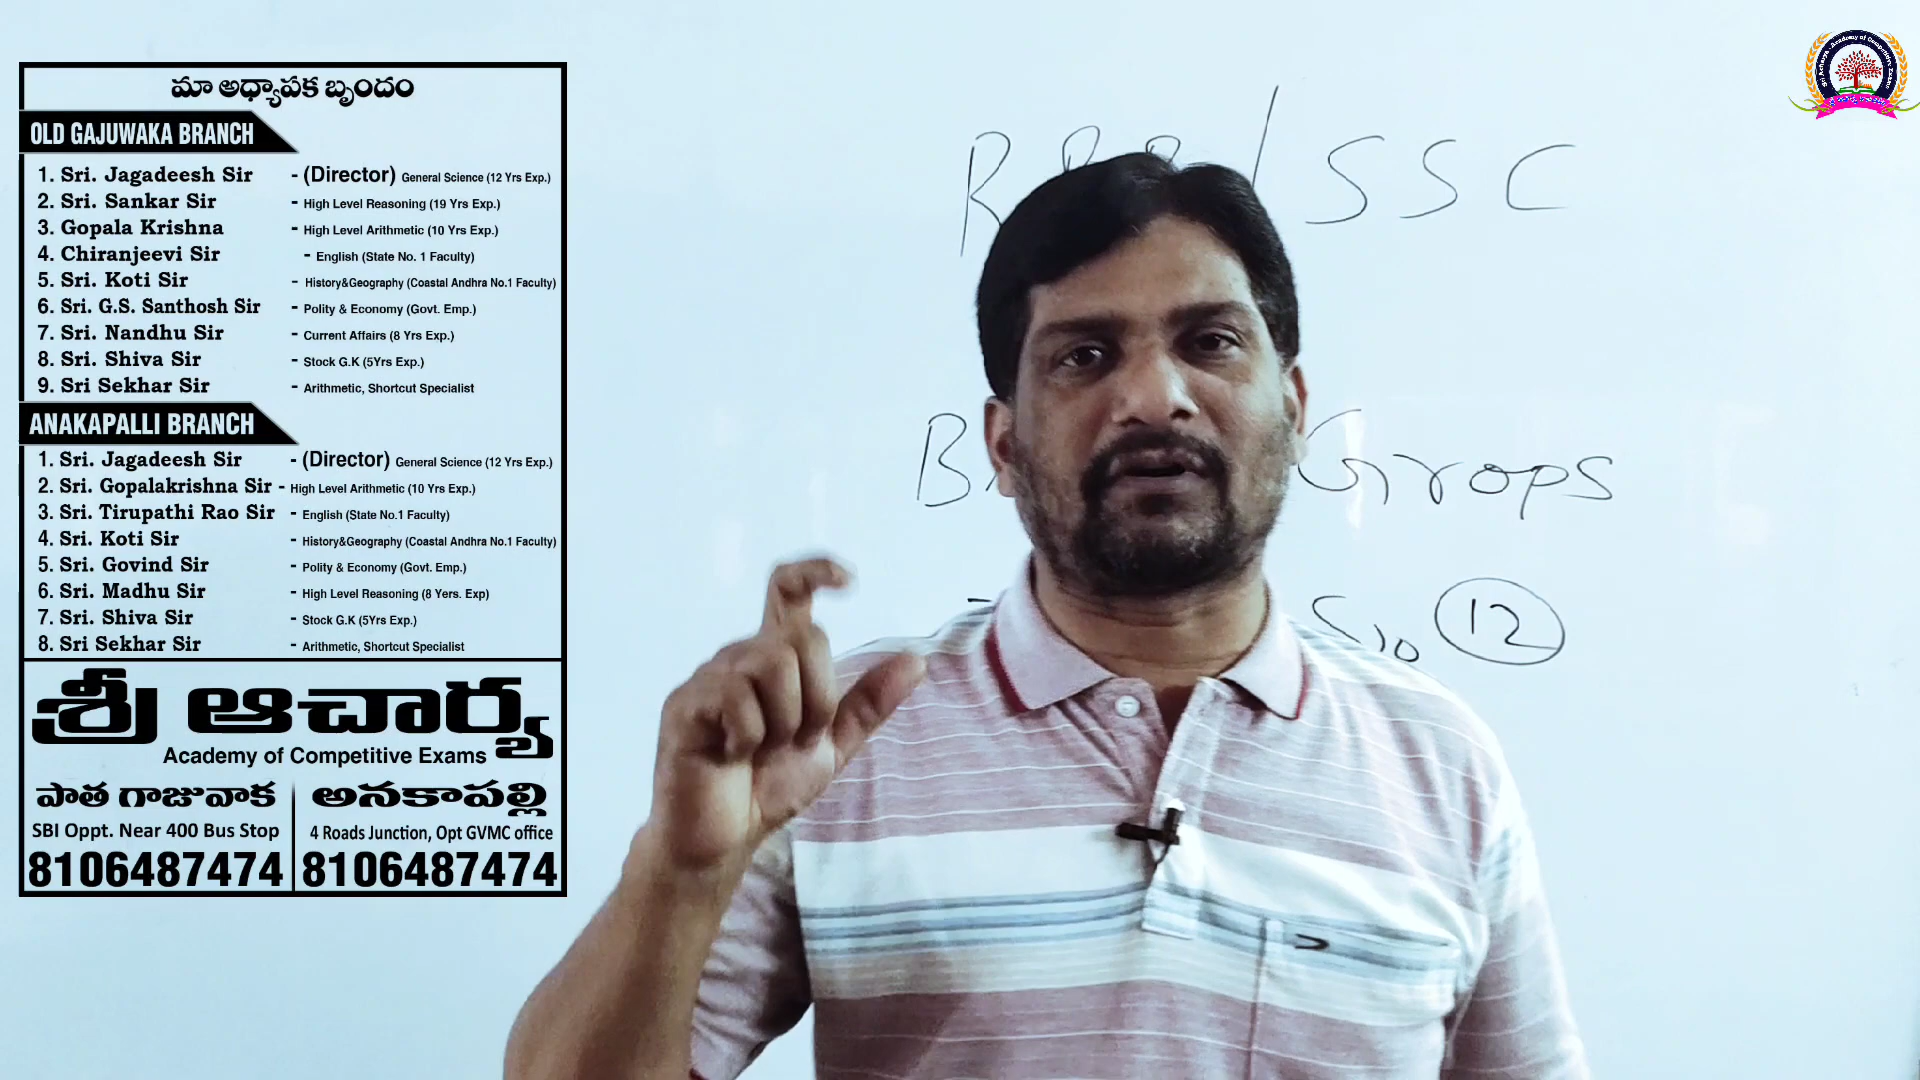 మా అధ్యాపక బృందం
OLD GAJUWAKA BRANCH
1. Sri. Jagadeesh Sir - (Director) General Science (12 Yrs Exp.)
2. Sri. Sankar Sir - High Level Reasoning (19 Yrs Exp.)
3. Gopala Krishna - High Level Arithmetic (10 Yrs Exp.)
4. Chiranjeevi Sir - English (State No. 1 Faculty)
5. Sri. Koti Sir - History&Geography (Coastal Andhra No.1 Faculty)
6. Sri. G.S. Santhosh Sir - Polity & Economy (Govt. Emp.)
7. Sri. Nandhu Sir - Current Affairs (8 Yrs Exp.)
8. Sri. Shiva Sir - Stock G.K (5Yrs Exp.)
9. Sri Sekhar Sir - Arithmetic, Shortcut Specialist
ANAKAPALLI BRANCH
1. Sri. Jagadeesh Sir - (Director) General Science (12 Yrs Exp.)
2. Sri. Gopalakrishna Sir - High Level Arithmetic (10 Yrs Exp.)
3. Sri. Tirupathi Rao Sir - English (State No.1 Faculty)
4. Sri. Koti Sir - History&Geography (Coastal Andhra No.1 Faculty)
5. Sri. Govind Sir - Polity & Economy (Govt. Emp.)
6. Sri. Madhu Sir - High Level Reasoning (8 Yers. Exp)
7. Sri. Shiva Sir - Stock G.K (5Yrs Exp.)
8. Sri Sekhar Sir - Arithmetic, Shortcut Specialist
శ్రీ ఆచార్య
Academy of Competitive Exams
పాత గాజువాక
SBI Oppt. Near 400 Bus Stop
8106487474
అనకాపల్లి
4 Roads Junction, Opt GVMC office
8106487474
RRB / SSC
Grops
12